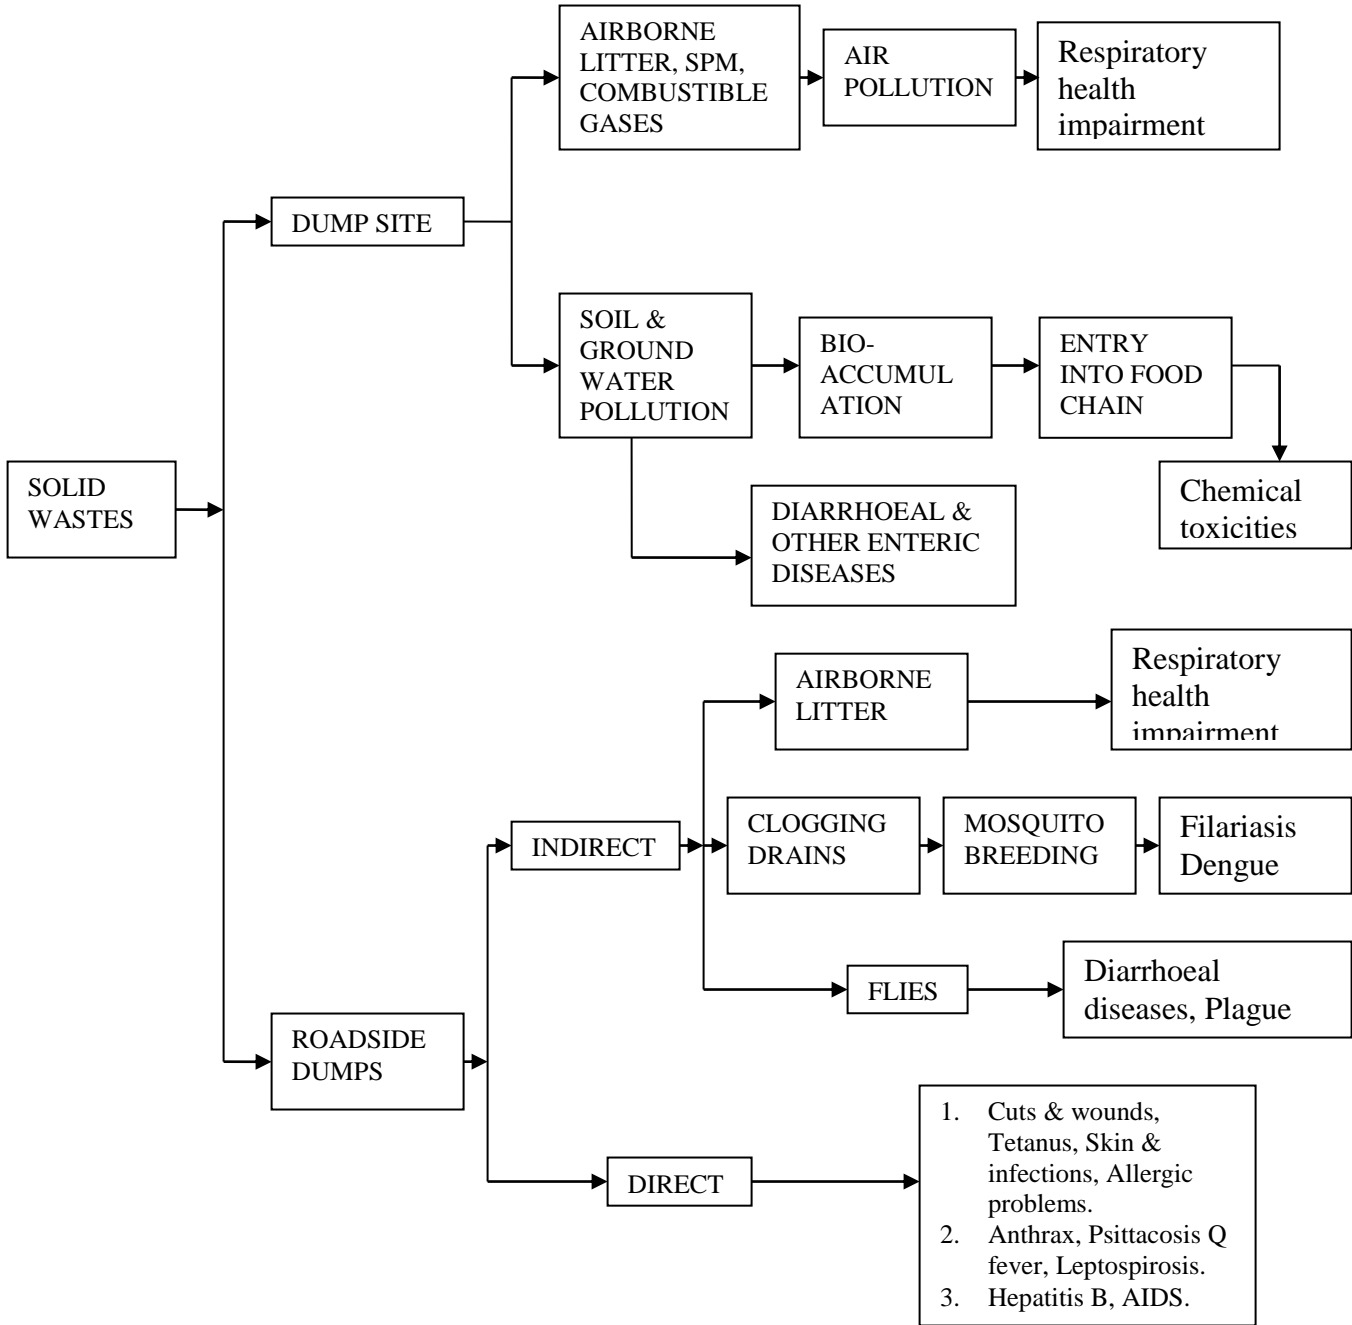 AIRBORNE
LITTER, SPM,
COMBUSTIBLE
GASES
AIR
POLLUTION
Respiratory
health
impairment
DUMP SITE
SOIL &
GROUND
WATER
POLLUTION
BIO-
ACCUMUL
ATION
ENTRY
INTO FOOD
CHAIN
SOLID
WASTES
Chemical
toxicities
DIARRHOEAL &
OTHER ENTERIC
DISEASES
AIRBORNE
LITTER
Respiratory
health
impairment
INDIRECT
CLOGGING
DRAINS
MOSQUITO
BREEDING
Filariasis
Dengue
FLIES
Diarrhoeal
diseases, Plague
ROADSIDE
DUMPS
DIRECT
1. Cuts & wounds,
Tetanus, Skin &
infections, Allergic
problems.
2. Anthrax, Psittacosis Q
fever, Leptospirosis.
3. Hepatitis B, AIDS.